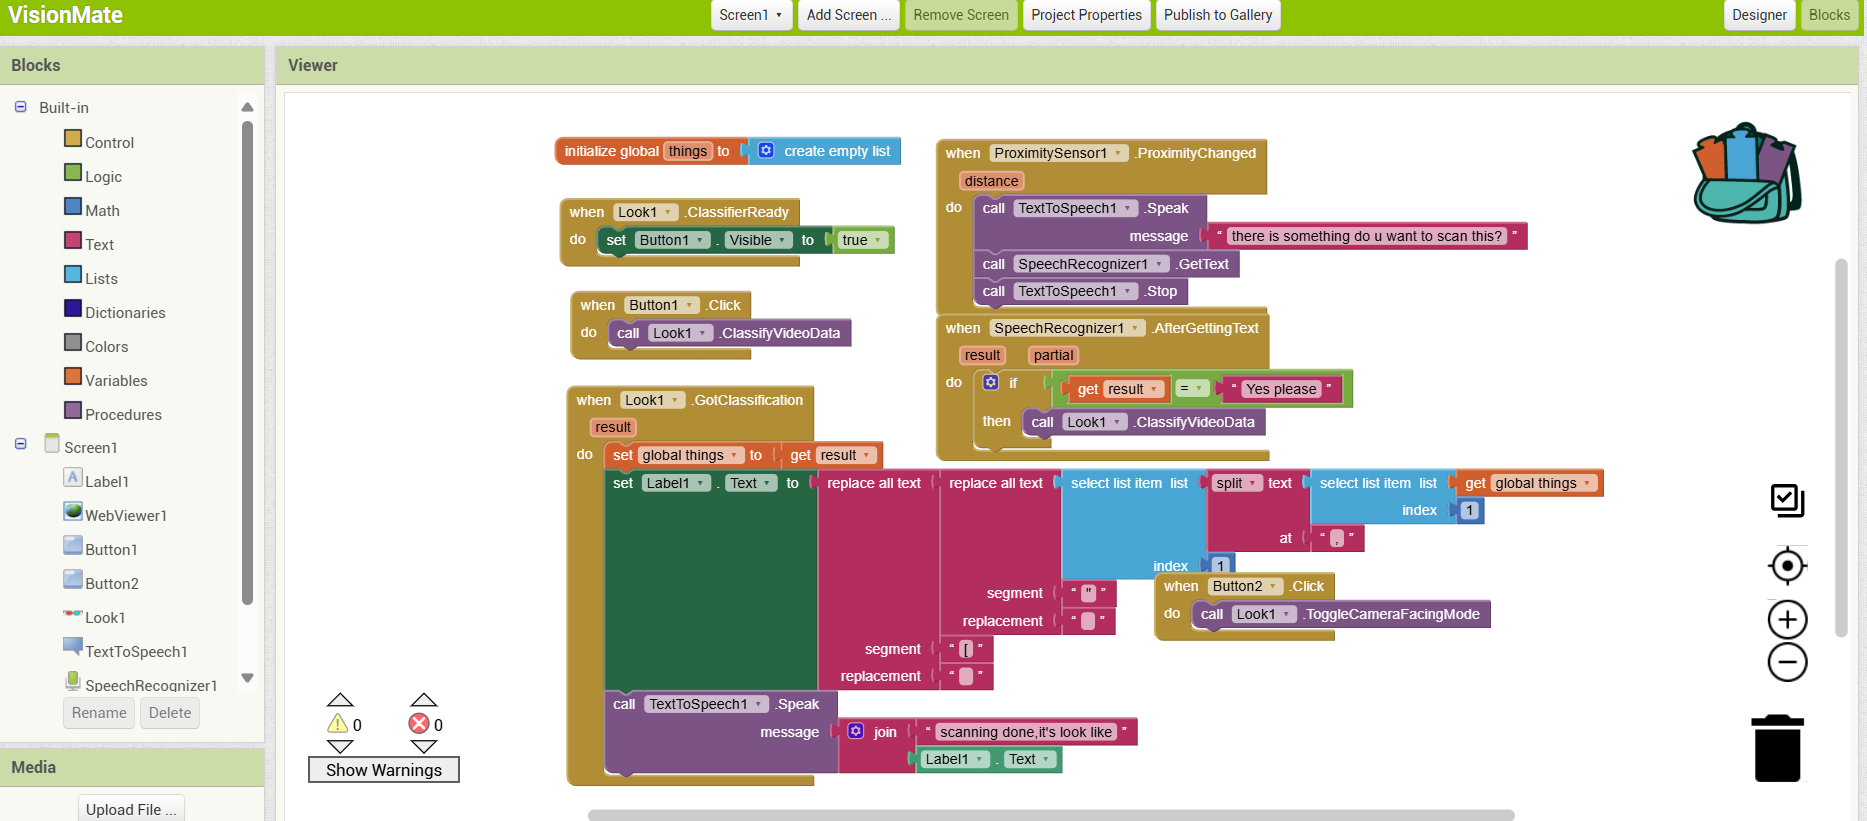 VisionMate
Screen1 Add Screen ... Remove Screen Project Properties Publish to Gallery
Designer Blocks
Blocks
Built-in
Control
Logic
Math
Text
Lists
Dictionaries
Colors
Variables
Procedures
Screen1
Label1
WebViewer1
Button1
Button2
Look1
TextToSpeech1
SpeechRecognizer1
Rename Delete
Media
Upload File ...
Viewer
initialize global things to create empty list
when Look1 .ClassifierReady
do set Button1 . Visible to true
when Button1 .Click
do call Look1 .ClassifyVideoData
when ProximitySensor1 .ProximityChanged
distance
do call TextToSpeech1 .Speak
message “ there is something do u want to scan this? ”
call SpeechRecognizer1 .GetText
call TextToSpeech1 .Stop
when SpeechRecognizer1 .AfterGettingText
result partial
do if get result = “ Yes please ”
then call Look1 .ClassifyVideoData
when Look1 .GotClassification
result
do set global things to get result
set Label1 . Text to replace all text replace all text select list item list split text select list item list get global things
index 1
at “ , ”
index 1
segment “ " ”
replacement “ ”
segment “ [ ”
replacement “ ”
call TextToSpeech1 .Speak
message join “ scanning done,it's look like ”
Label1 . Text
when Button2 .Click
do call Look1 .ToggleCameraFacingMode
0 0
Show Warnings